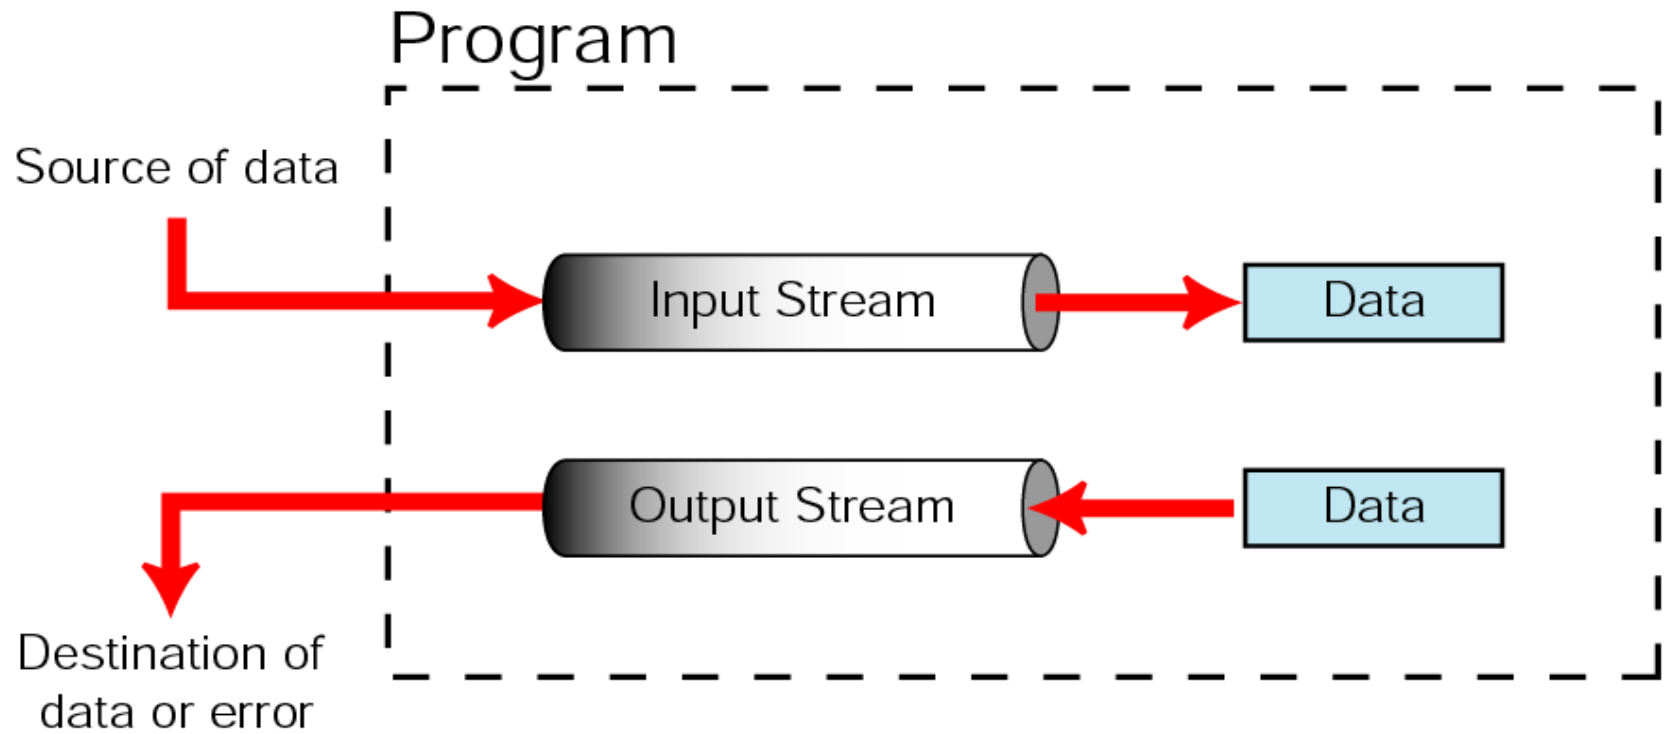 Program
Source of data
Input Stream
Data
Output Stream
Data
Destination of
data or error